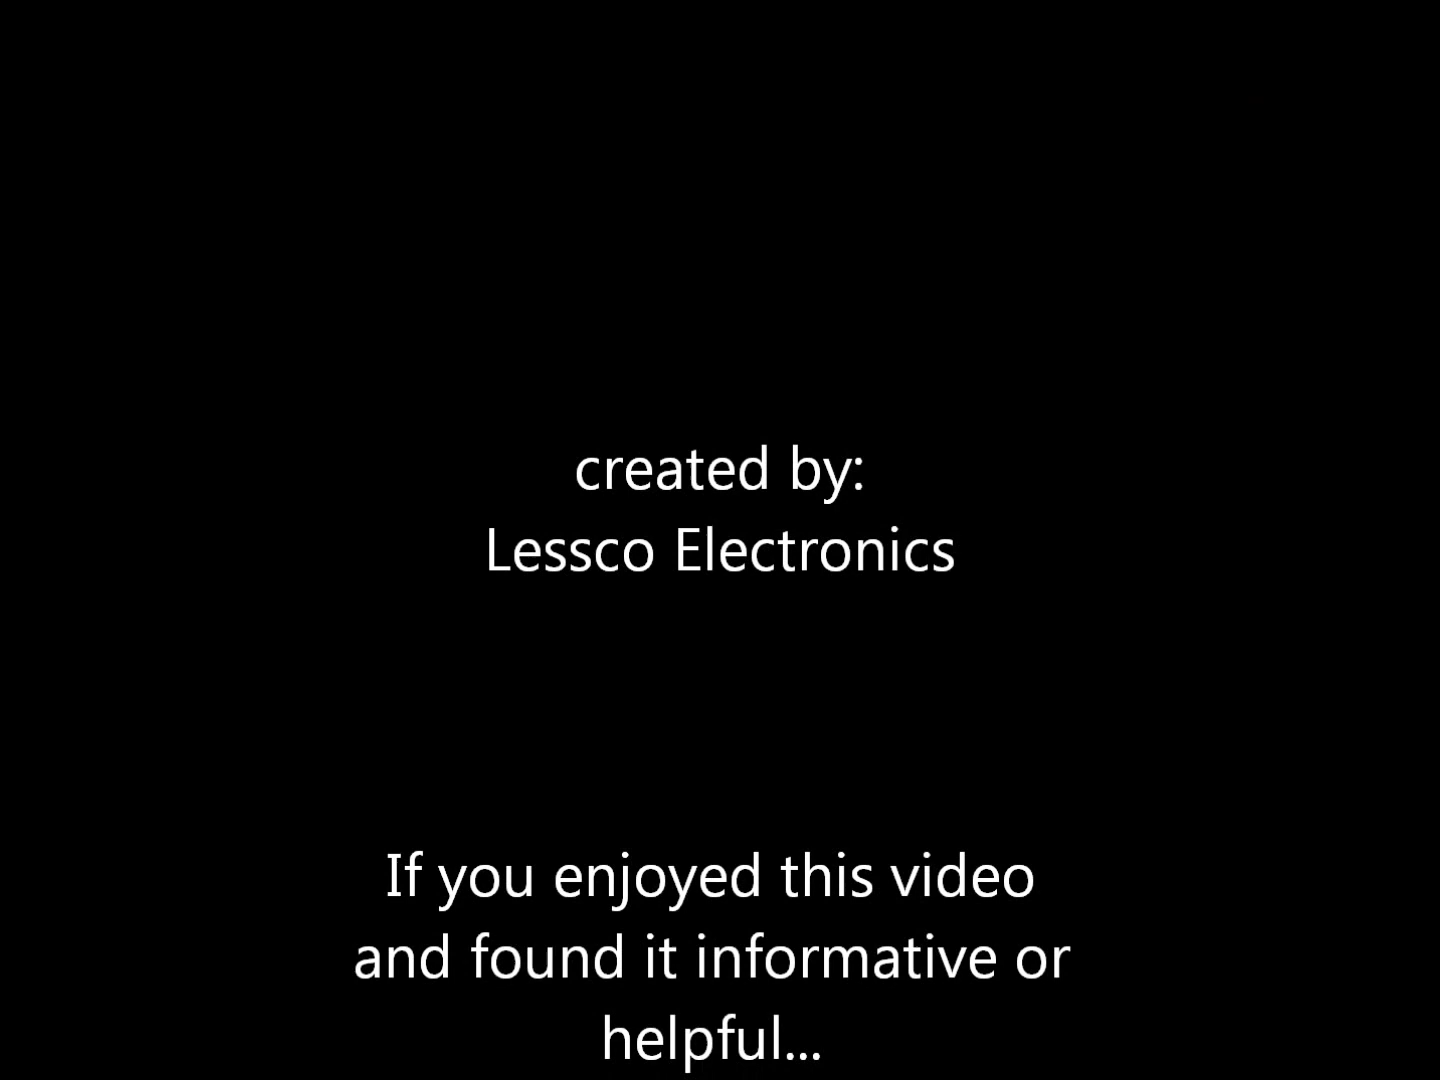 created by:
Lessco Electronics
If you enjoyed this video
and found it informative or
helpful...